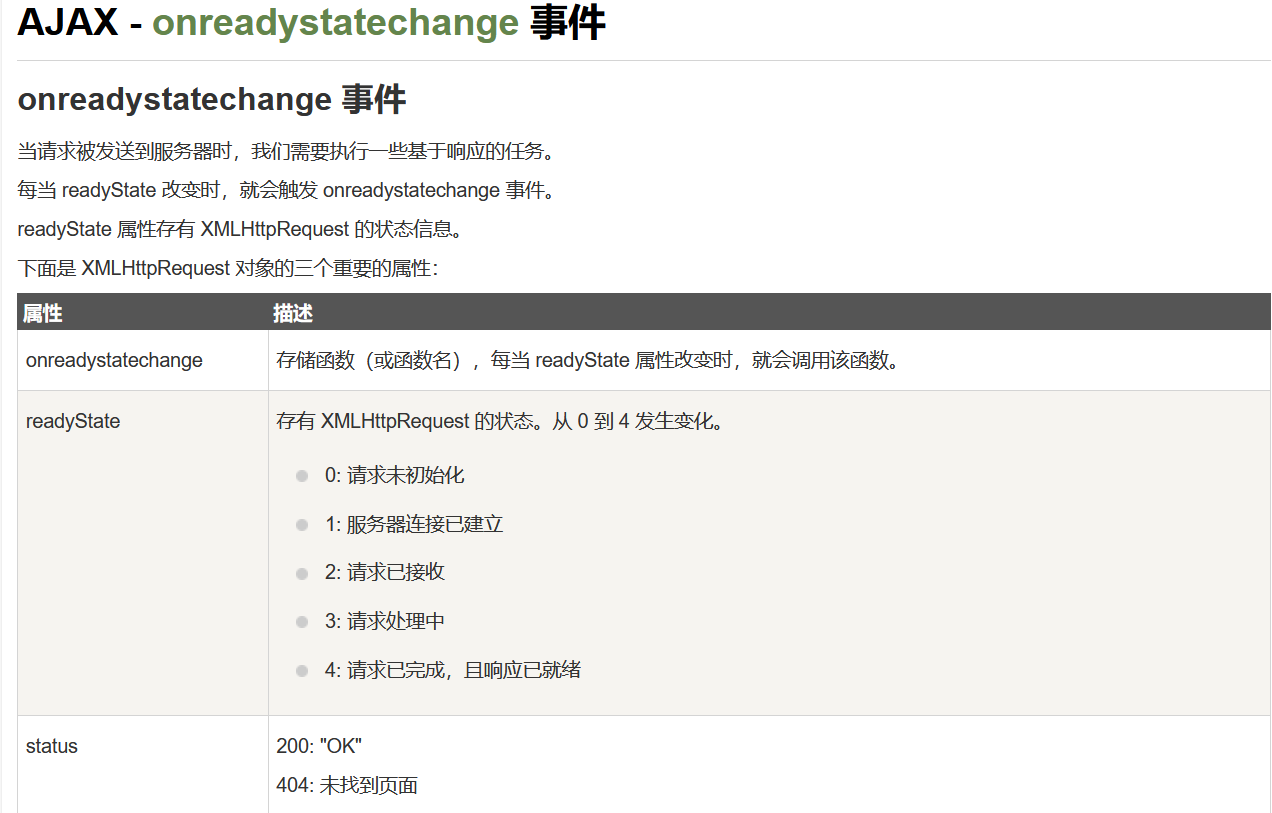 AJAX - onreadystatechange 事件
onreadystatechange 事件
当请求被发送到服务器时，我们需要执行一些基于响应的任务。
每当 readyState 改变时，就会触发 onreadystatechange 事件。
readyState 属性存有 XMLHttpRequest 的状态信息。
下面是 XMLHttpRequest 对象的三个重要的属性：
属性 描述
onreadystatechange 存储函数（或函数名），每当 readyState 属性改变时，就会调用该函数。
readyState 存有 XMLHttpRequest 的状态。从 0 到 4 发生变化。
0: 请求未初始化
1: 服务器连接已建立
2: 请求已接收
3: 请求处理中
4: 请求已完成，且响应已就绪
status 200: "OK"
404: 未找到页面